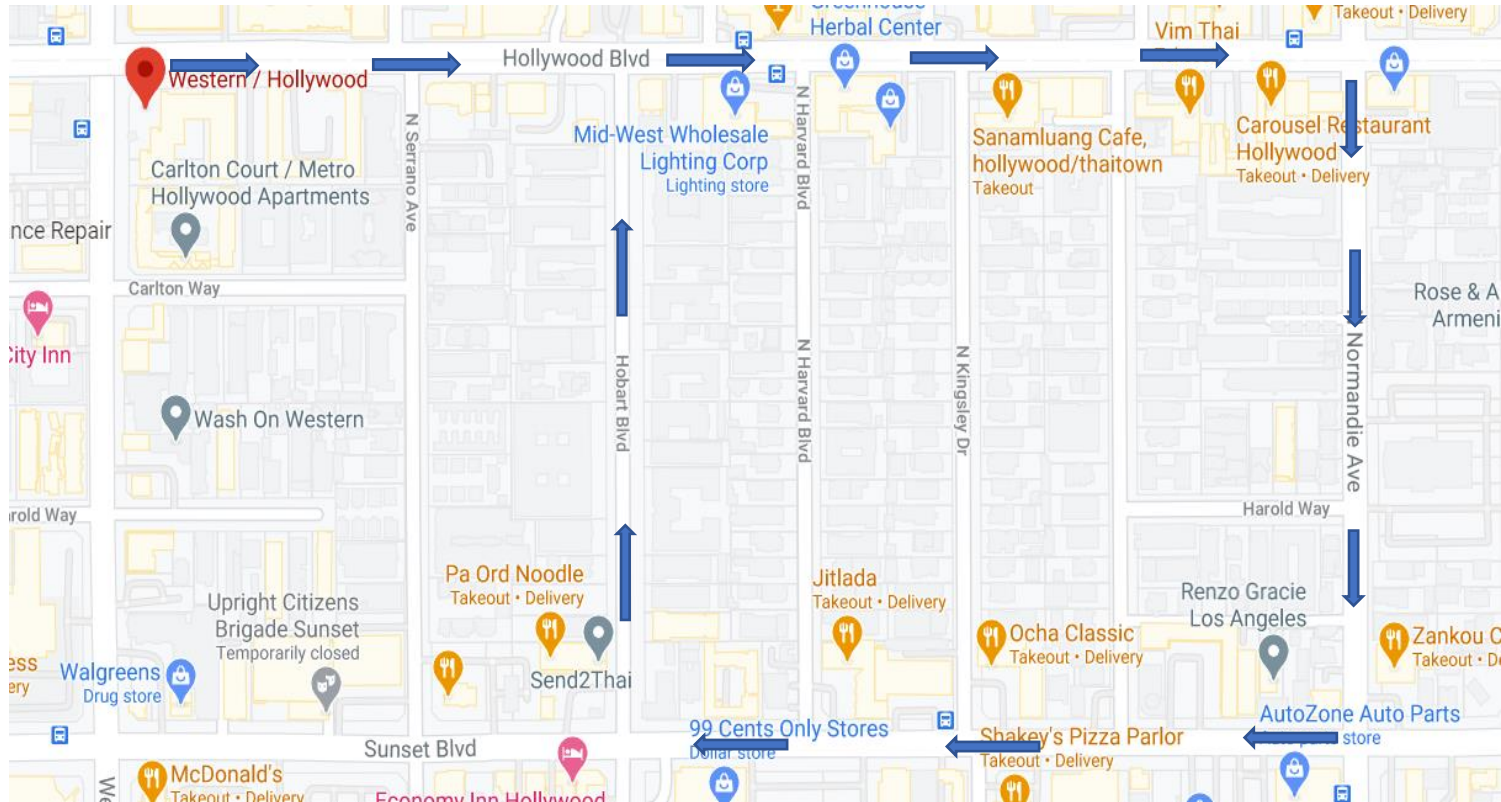 Takeout • Delivery
Herbal Center
Vim Thai
Hollywood Blvd
Western / Hollywood
N Serrano Ave
N Harvard Blvd
Mid-West Wholesale
Lighting Corp
Lighting store
Sanamluang Cafe,
hollywood/thaitown
Takeout
Carousel Restaurant
Hollywood
Takeout • Delivery
Carlton Court / Metro
Hollywood Apartments
nce Repair
Carlton Way
Rose & A
Armeni
City Inn
Hobart Blvd
N Harvard Blvd
N Kingsley Dr
Normandie Ave
Wash On Western
arold Way
Harold Way
Pa Ord Noodle
Takeout • Delivery
Jitlada
Takeout • Delivery
Renzo Gracie
Los Angeles
Upright Citizens
Brigade Sunset
Temporarily closed
Ocha Classic
Takeout • Delivery
Zankou C
Takeout • De
ess
ery
Walgreens
Drug store
Send2Thai
Sunset Blvd
99 Cents Only Stores
Dollar store
Shakey's Pizza Parlor
Takeout • Delivery
AutoZone Auto Parts
store
McDonald's
Takeout • Delivery
We
Economy Inn Hollywood